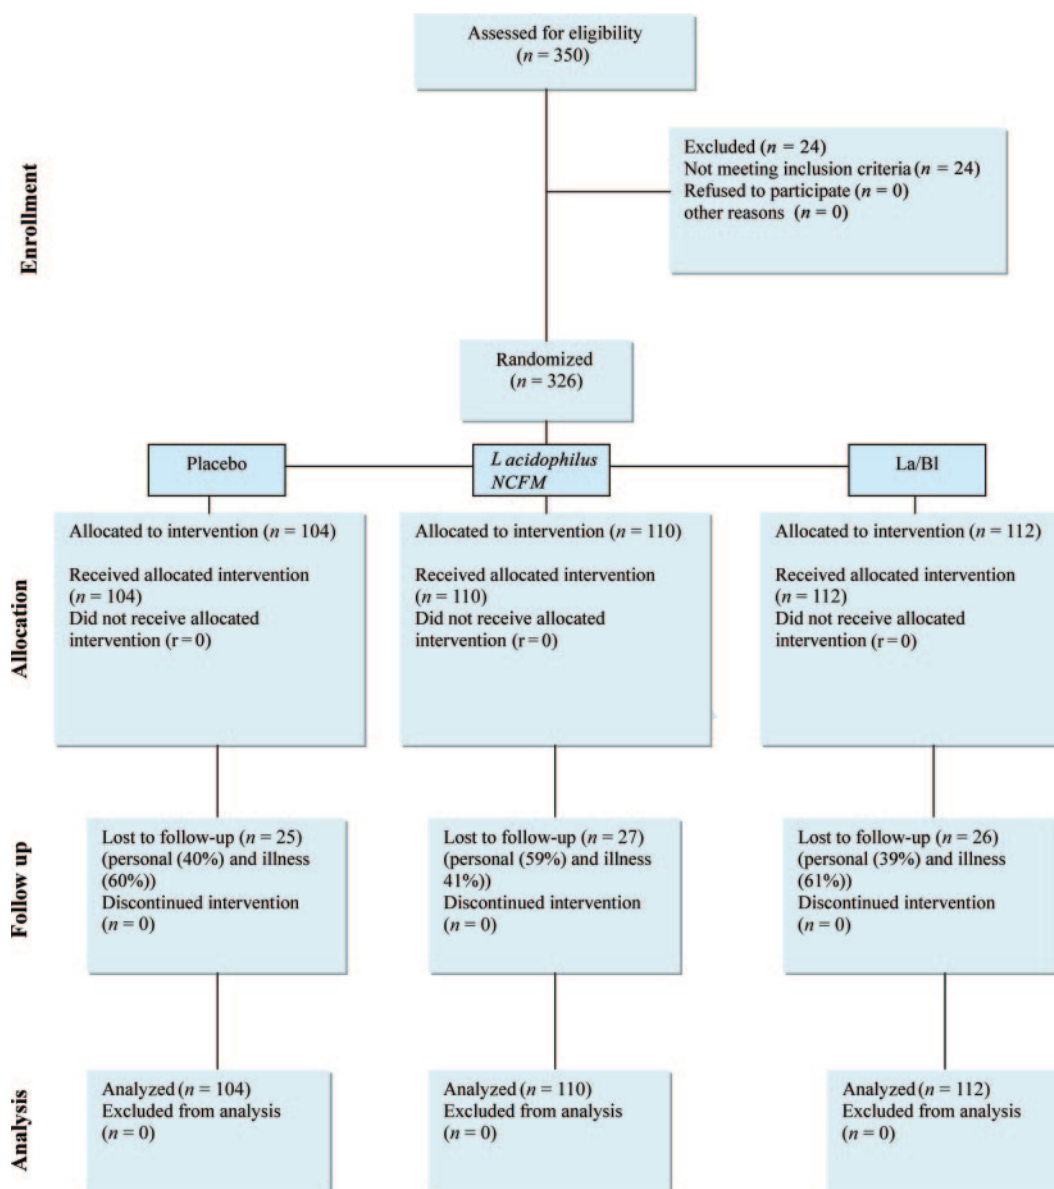 Assessed for eligibility
(n = 350)
Enrollment
Excluded (n = 24)
Not meeting inclusion criteria (n = 24)
Refused to participate (n = 0)
other reasons (n = 0)
Randomized
(n = 326)
Placebo
L acidophilus
NCFM
La/Bl
Allocation
Allocated to intervention (n = 104)
Received allocated intervention
(n = 104)
Did not receive allocated
intervention (r = 0)
Allocated to intervention (n = 110)
Received allocated intervention
(n = 110)
Did not receive allocated
intervention (r = 0)
Allocated to intervention (n = 112)
Received allocated intervention
(n = 112)
Did not receive allocated
intervention (r = 0)
Follow up
Lost to follow-up (n = 25)
(personal (40%) and illness
(60%))
Discontinued intervention
(n = 0)
Lost to follow-up (n = 27)
(personal (59%) and illness
41%))
Discontinued intervention
(n = 0)
Lost to follow-up (n = 26)
(personal (39%) and illness
(61%))
Discontinued intervention
(n = 0)
Analysis
Analyzed (n = 104)
Excluded from analysis
(n = 0)
Analyzed (n = 110)
Excluded from analysis
(n = 0)
Analyzed (n = 112)
Excluded from analysis
(n = 0)